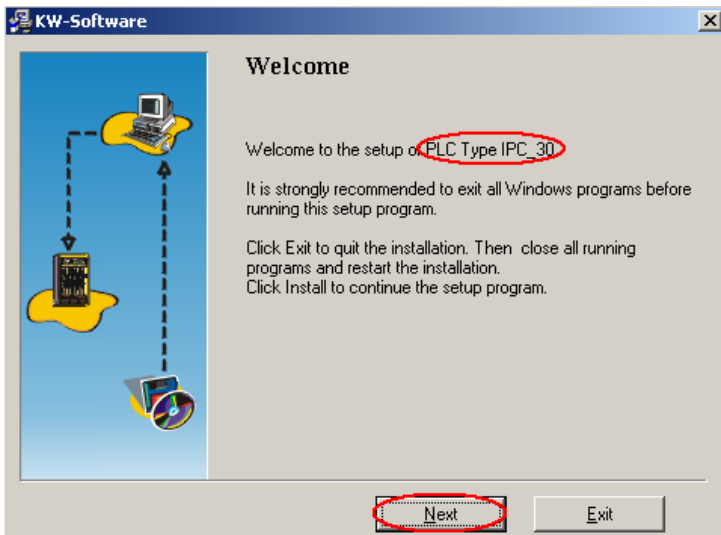 KW-Software
Welcome
Welcome to the setup of PLC Type IPC_30.
It is strongly recommended to exit all Windows programs before
running this setup program.
Click Exit to quit the installation. Then close all running
programs and restart the installation.
Click Install to continue the setup program.
Next
Exit